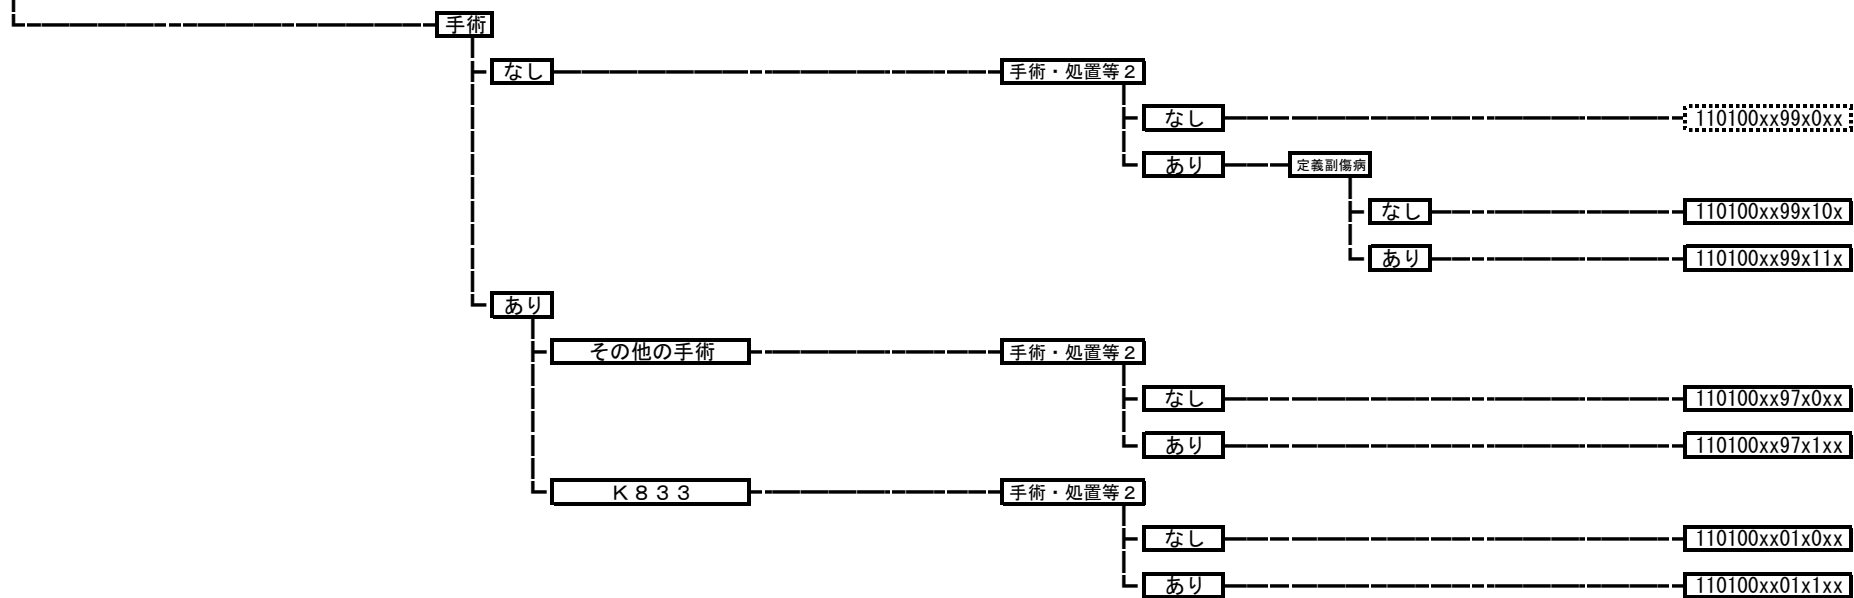 手術
なし 手術・処置等２
なし 110100xx99x0xx
あり 定義副傷病
なし 110100xx99x10x
あり 110100xx99x11x
あり
その他の手術 手術・処置等２
なし 110100xx97x0xx
あり 110100xx97x1xx
Ｋ８３３ 手術・処置等２
なし 110100xx01x0xx
あり 110100xx01x1xx